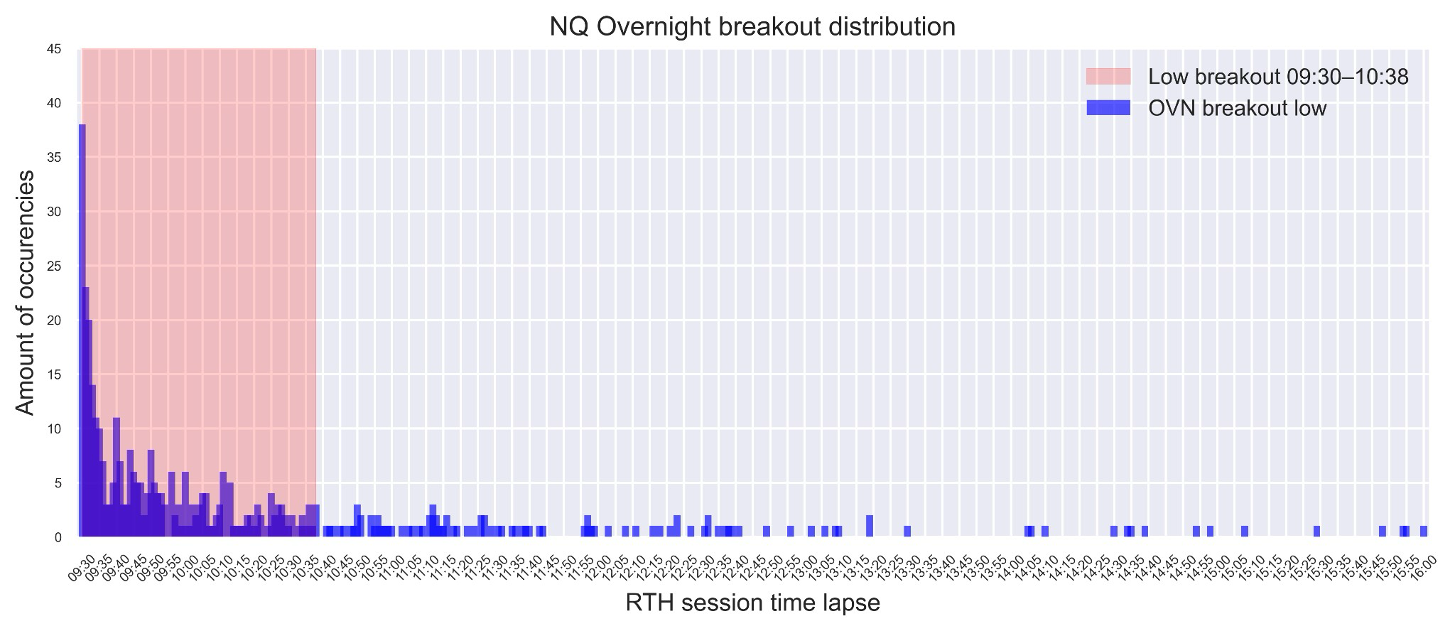 NQ Overnight breakout distribution
Low breakout 09:30–10:38
OVN breakout low
Amount of occurencies
45
40
35
30
25
20
15
10
5
0
09:30 09:35 09:40 09:45 09:50 09:55 10:00 10:05 10:10 10:15 10:20 10:25 10:30 10:35 10:40 10:45 10:50 10:55 11:00 11:05 11:10 11:15 11:20 11:25 11:30 11:35 11:40 11:45 11:50 11:55 12:00 12:05 12:10 12:15 12:20 12:25 12:30 12:35 12:40 12:45 12:50 12:55 13:00 13:05 13:10 13:15 13:20 13:25 13:30 13:35 13:40 13:45 13:50 13:55 14:00 14:05 14:10 14:15 14:20 14:25 14:30 14:35 14:40 14:45 14:50 14:55 15:00 15:05 15:10 15:15 15:20 15:25 15:30 15:35 15:40 15:45 15:50 15:55 16:00
RTH session time lapse